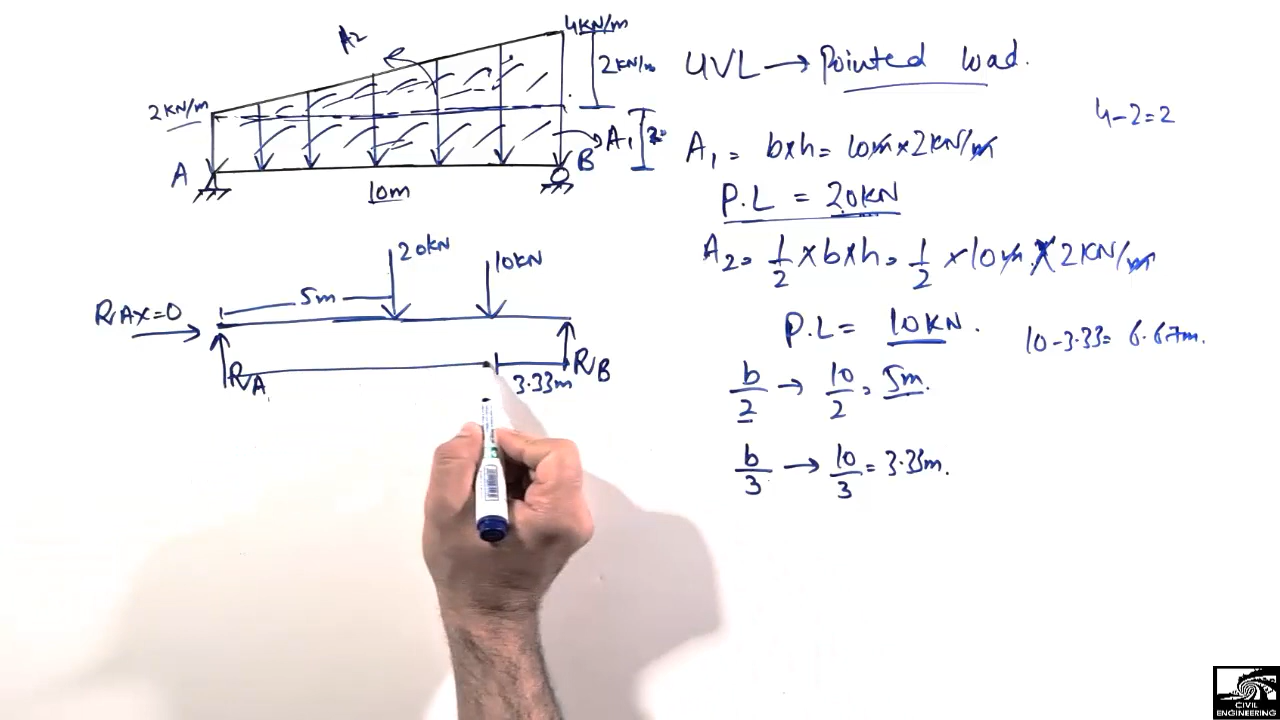 A2
4KN/m
2KN/m
2KN/m
A1
A
B
10m
UVL → Pointed load.
4-2=2
A1 = b×h = 10m×2KN/m
P.L = 20KN
A2 = 1/2 ×b×h = 1/2 ×10m × 2KN/m
P.L = 10KN.
10-3.33= 6.67m.
b/2 → 10/2 = 5m.
b/3 → 10/3 = 3.33m.
20KN
10KN
5m
RAX=0
RA
RB
3.33m
CIVIL
ENGINEERING